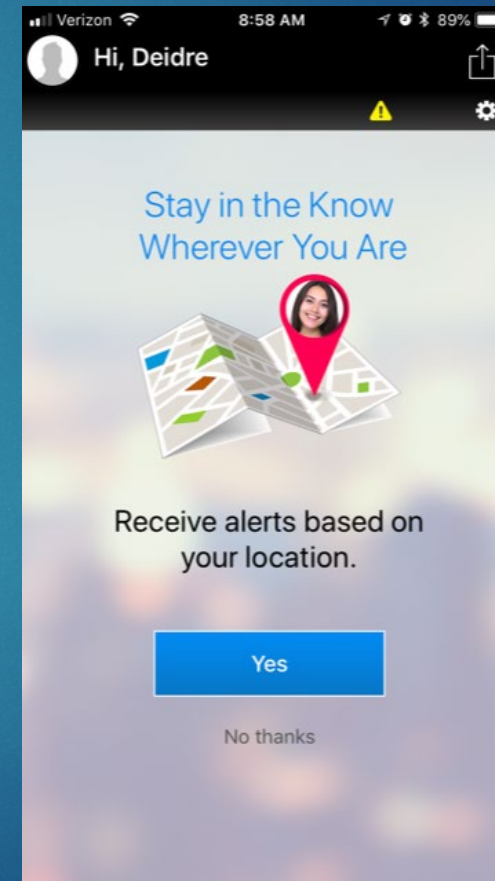 Verizon 8:58 AM 89%
Hi, Deidre
Stay in the Know
Wherever You Are
Receive alerts based on
your location.
Yes
No thanks